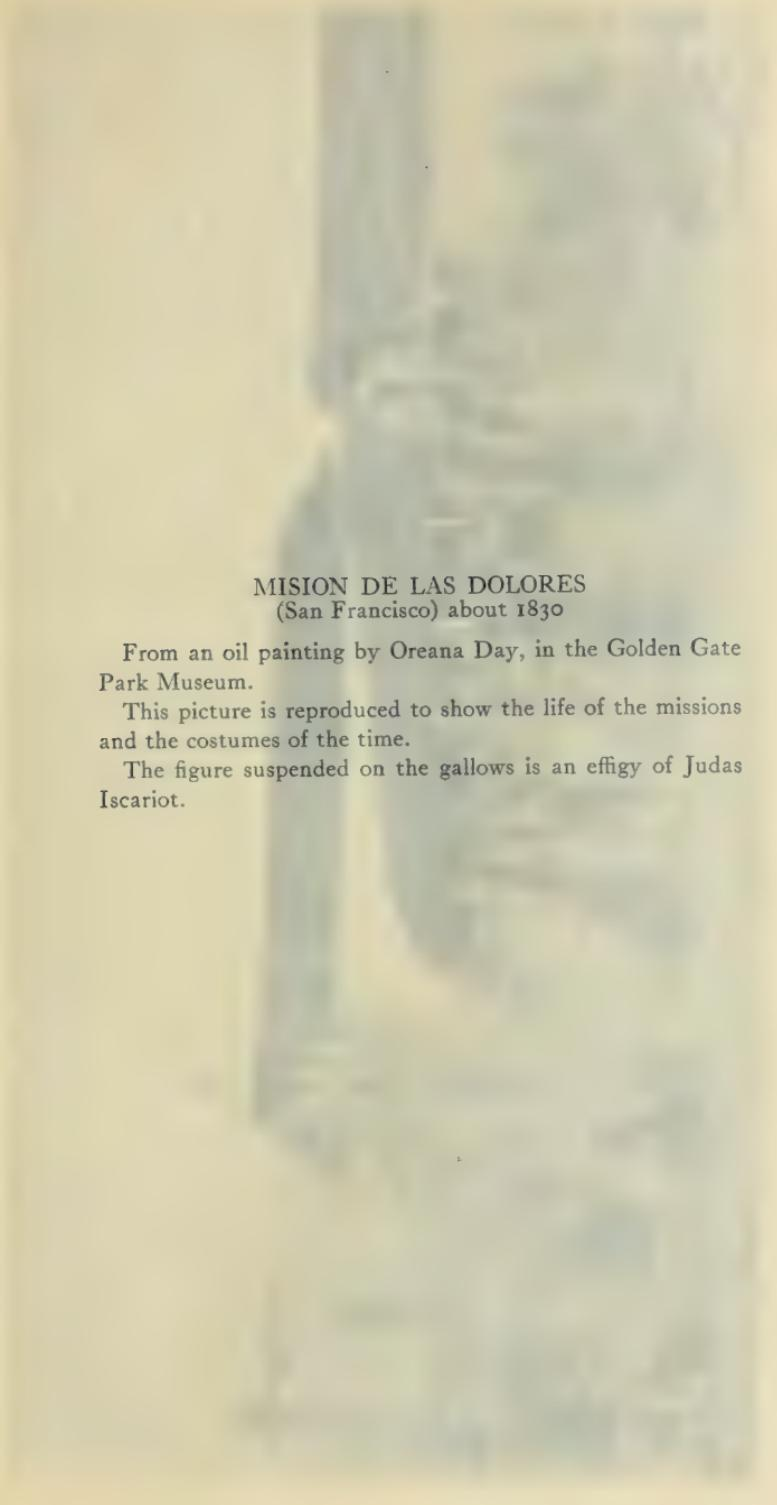 MISION DE LAS DOLORES
(San Francisco) about 1830
From an oil painting by Oreana Day, in the Golden Gate
Park Museum.
This picture is reproduced to show the life of the missions
and the costumes of the time.
The figure suspended on the gallows is an effigy of Judas
Iscariot.